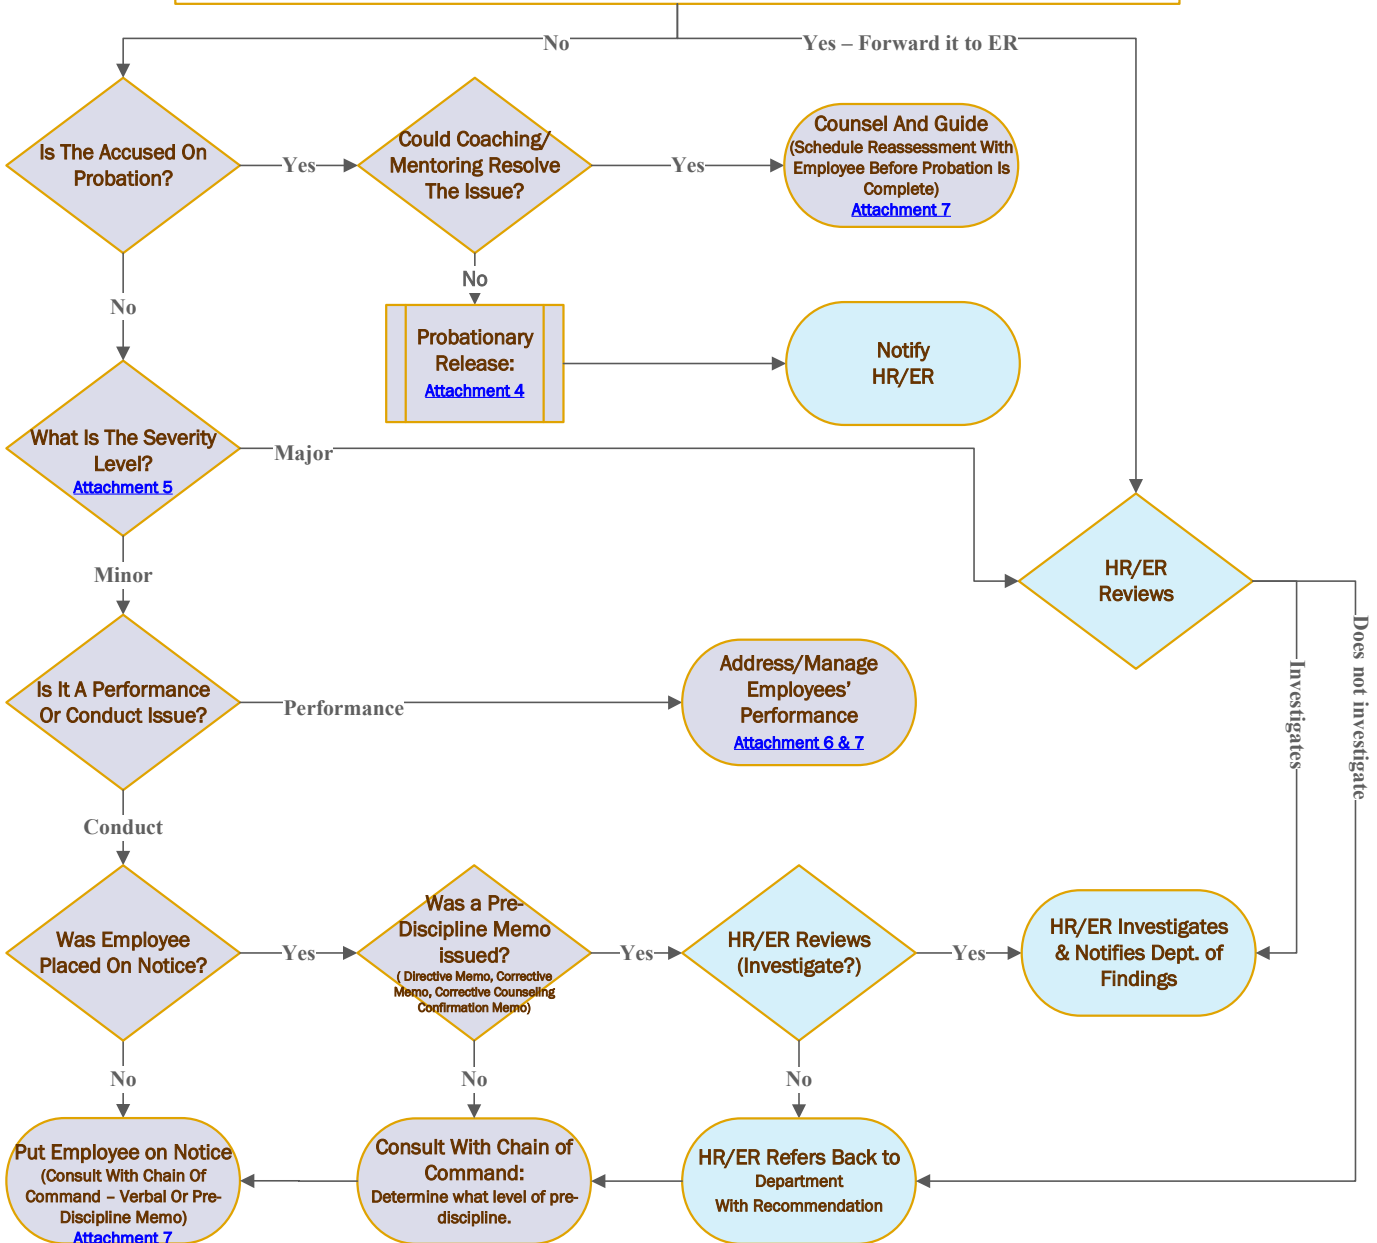 No
Yes – Forward it to ER
Is The Accused On
Probation?
Yes
Could Coaching/
Mentoring Resolve
The Issue?
Yes
Counsel And Guide
(Schedule Reassessment With
Employee Before Probation Is
Complete)
Attachment 7
No
No
Probationary
Release:
Attachment 4
Notify
HR/ER
What Is The Severity
Level?
Attachment 5
Major
HR/ER
Reviews
Minor
Investigates
Does not investigate
Is It A Performance
Or Conduct Issue?
Performance
Address/Manage
Employees’
Performance
Attachment 6 & 7
Conduct
Was Employee
Placed On Notice?
Yes
Was a Pre-
Discipline Memo
issued?
( Directive Memo, Corrective
Memo, Corrective Counseling
Confirmation Memo)
Yes
HR/ER Reviews
(Investigate?)
Yes
HR/ER Investigates
& Notifies Dept. of
Findings
No
No
No
Put Employee on Notice
(Consult With Chain Of
Command – Verbal Or Pre-
Discipline Memo)
Attachment 7
Consult With Chain of
Command:
Determine what level of pre-
discipline.
HR/ER Refers Back to
Department
With Recommendation